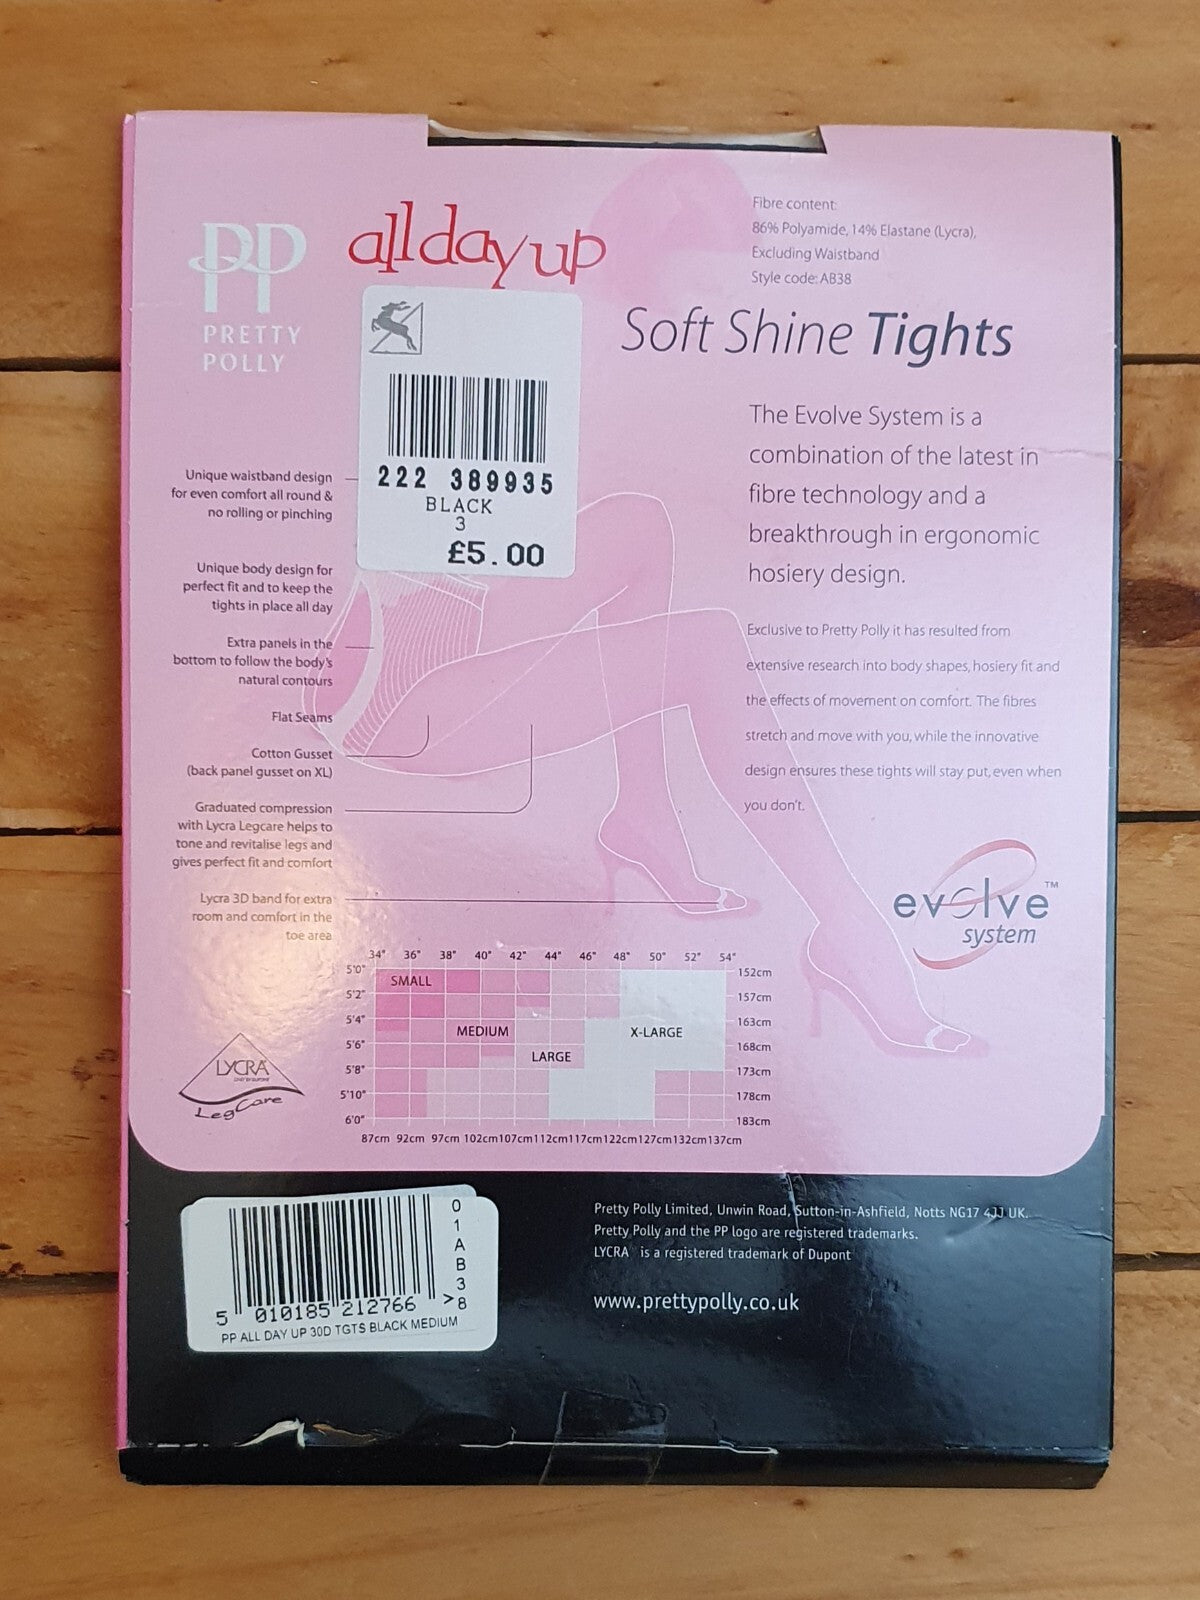 PP
PRETTY
POLLY
all day up
Fibre content:
86% Polyamide, 14% Elastane (Lycra),
Excluding Waistband
Style code: AB38
Soft Shine Tights
222 389935
BLACK
3
£5.00
The Evolve System is a
combination of the latest in
fibre technology and a
breakthrough in ergonomic
hosiery design.
Exclusive to Pretty Polly it has resulted from
extensive research into body shapes, hosiery fit and
the effects of movement on comfort. The fibres
stretch and move with you, while the innovative
design ensures these tights will stay put, even when
you don't.
Unique waistband design
for even comfort all round &
no rolling or pinching
Unique body design for
perfect fit and to keep the
tights in place all day
Extra panels in the
bottom to follow the body's
natural contours
Flat Seams
Cotton Gusset
(back panel gusset on XL)
Graduated compression
with Lycra Legcare helps to
tone and revitalise legs and
gives perfect fit and comfort
Lycra 3D band for extra
room and comfort in the
toe area
evolve™
system
34" 36" 38" 40" 42" 44" 46" 48" 50" 52" 54"
5'0" 152cm
SMALL
5'2" 157cm
5'4" 163cm
MEDIUM X-LARGE
5'6" 168cm
LARGE
5'8" 173cm
5'10" 178cm
6'0" 183cm
87cm 92cm 97cm 102cm 107cm 112cm 117cm 122cm 127cm 132cm 137cm
LYCRA
LegCare
01AB38
5 010185 212766 >
PP ALL DAY UP 30D TGTS BLACK MEDIUM
Pretty Polly Limited, Unwin Road, Sutton-in-Ashfield, Notts NG17 4JJ UK.
Pretty Polly and the PP logo are registered trademarks.
LYCRA is a registered trademark of Dupont
www.prettypolly.co.uk